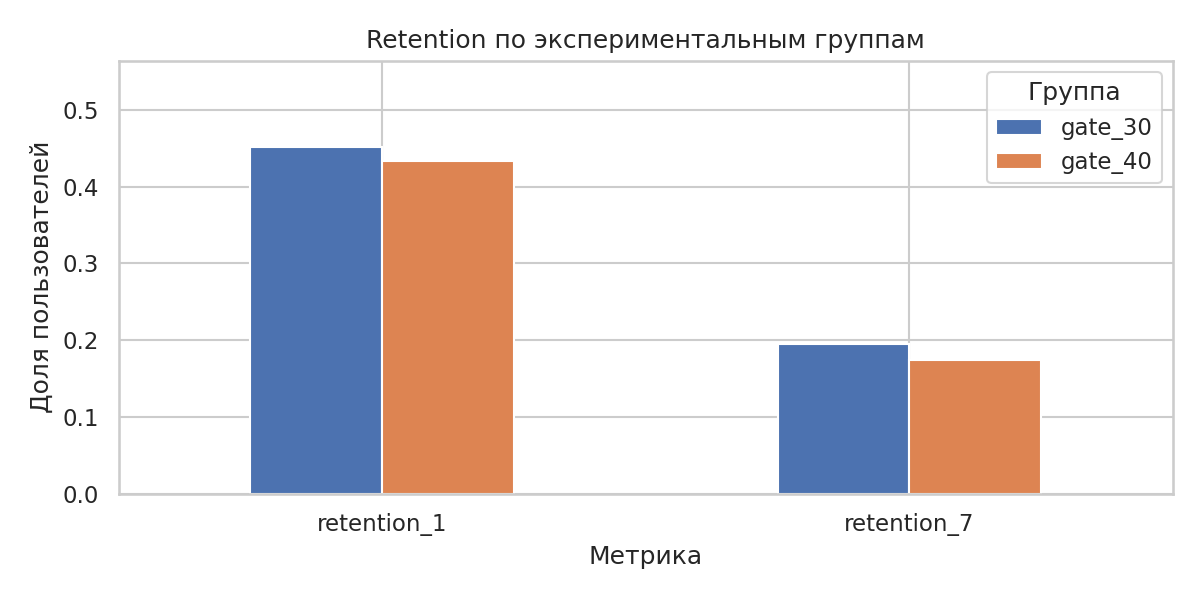 Retention по экспериментальным группам
Доля пользователей
0.5
0.4
0.3
0.2
0.1
0.0
Группа
gate_30
gate_40
retention_1
retention_7
Метрика